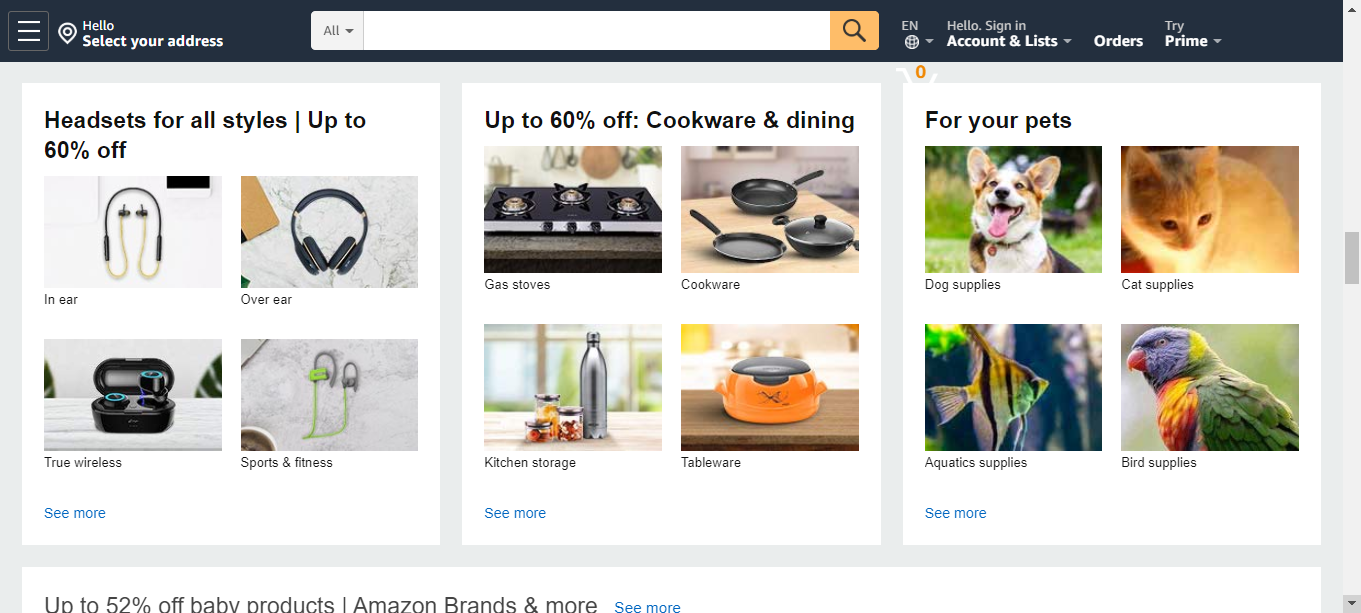 Hello
Select your address
All
EN
Hello. Sign in
Account & Lists
Orders
Try
Prime
0
Headsets for all styles | Up to
60% off
In ear
Over ear
True wireless
Sports & fitness
See more
Up to 60% off: Cookware & dining
Gas stoves
Cookware
Kitchen storage
Tableware
See more
For your pets
Dog supplies
Cat supplies
Aquatics supplies
Bird supplies
See more
Up to 52% off baby products | Amazon Brands & more See more